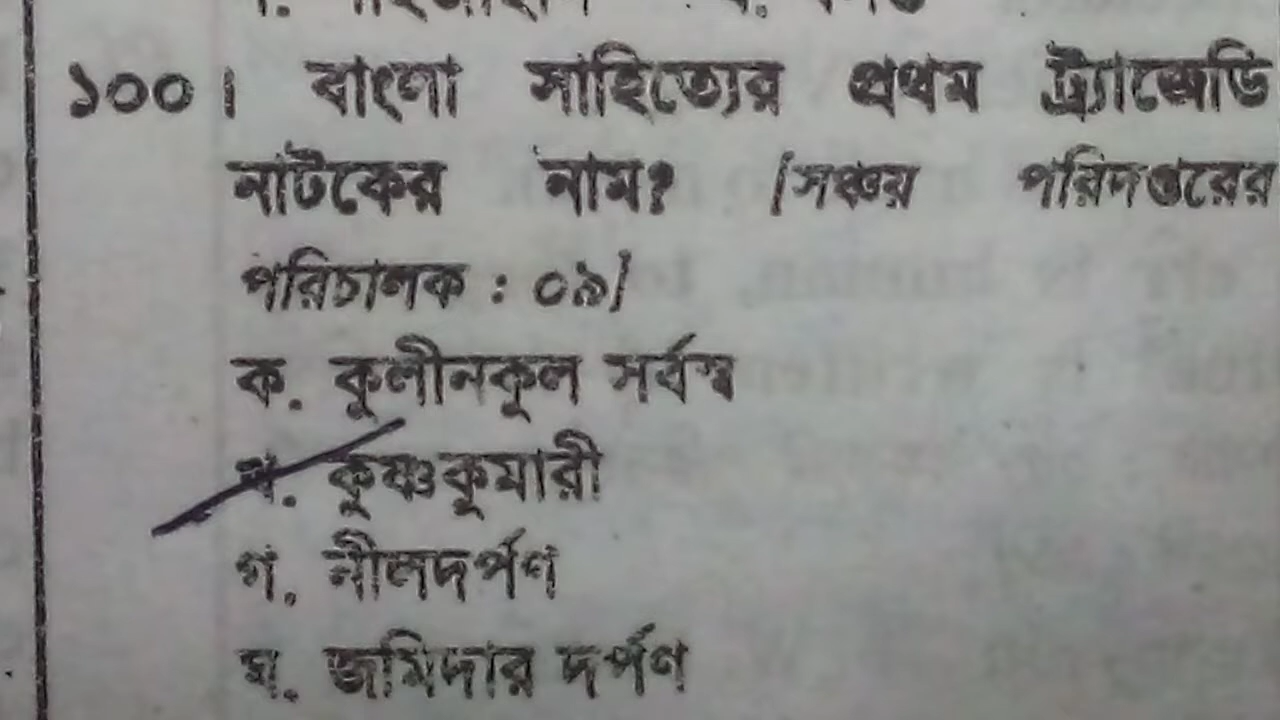 ১০০। বাংলা সাহিত্যের প্রথম ট্র্যাজেডি
নাটকের নাম? [সঞ্চয় পরিদপ্তরের
পরিচালক : ০৯]
ক. কুলীনকুল সর্বস্ব
খ. কৃষ্ণকুমারী
গ. নীলদর্পণ
ঘ. জমিদার দর্পণ